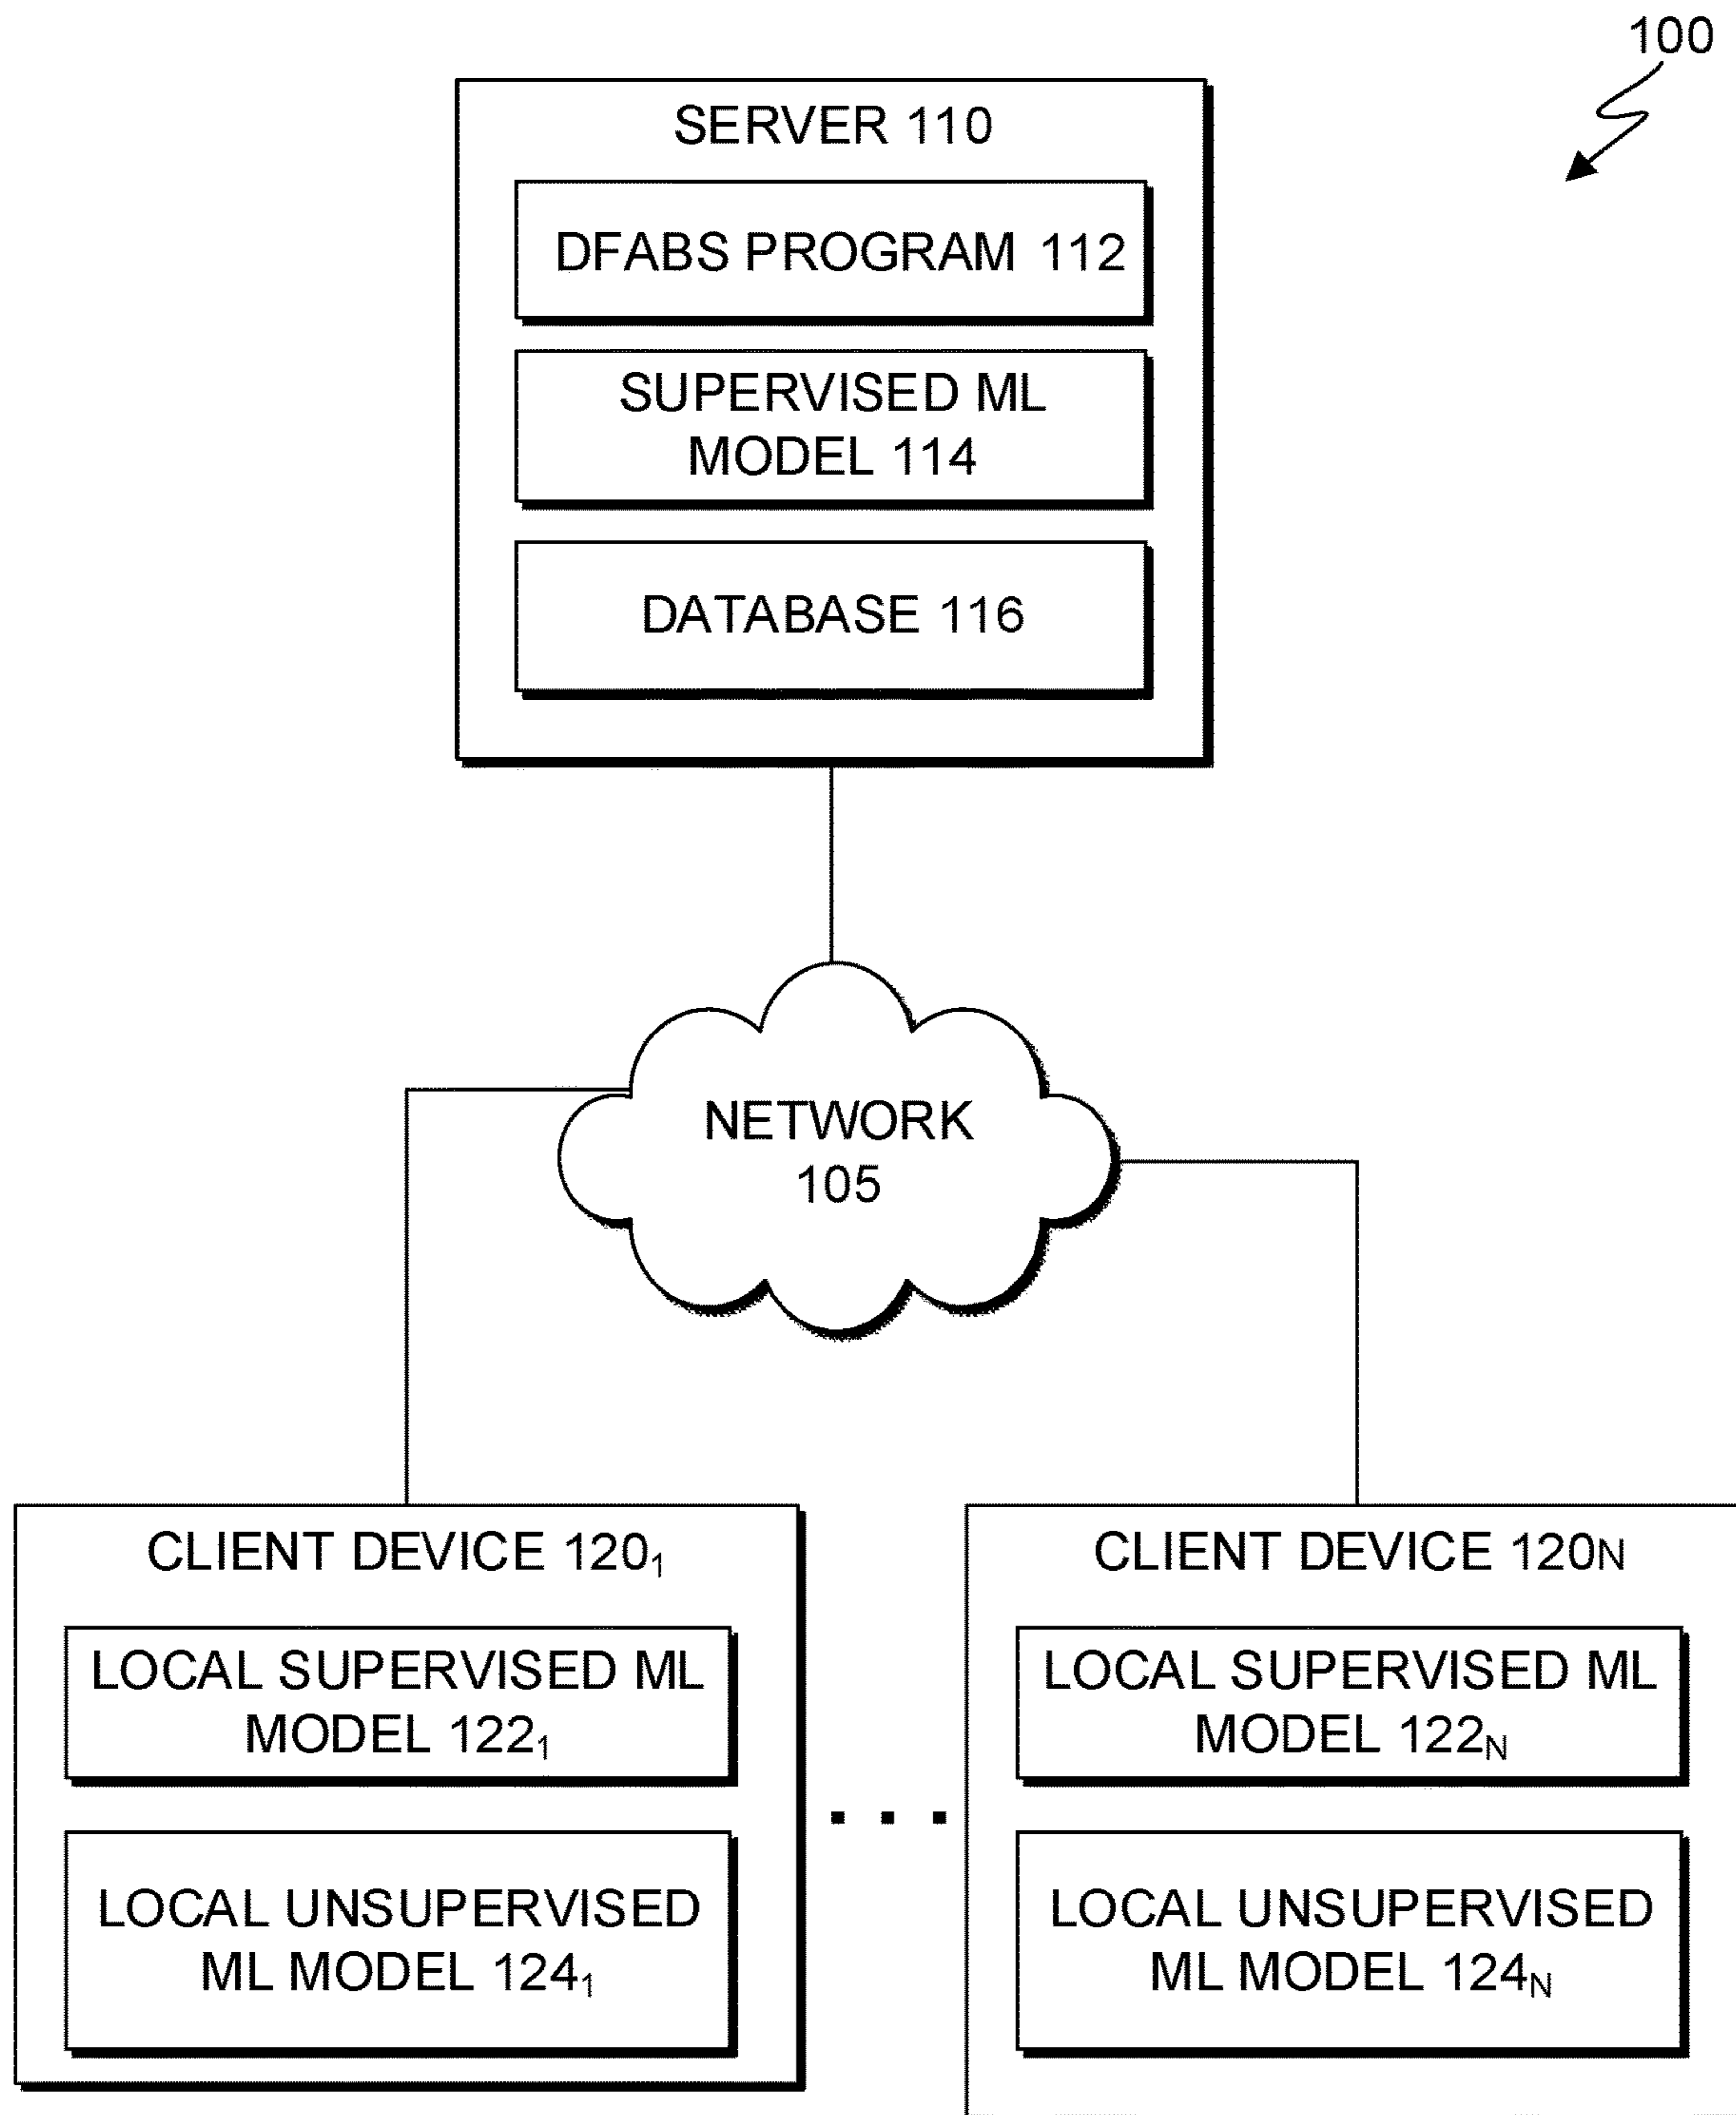 100
SERVER 110
DFABS PROGRAM 112
SUPERVISED ML
MODEL 114
DATABASE 116
NETWORK
105
CLIENT DEVICE 120₁
LOCAL SUPERVISED ML
MODEL 122₁
LOCAL UNSUPERVISED
ML MODEL 124₁
. . .
CLIENT DEVICE 120N
LOCAL SUPERVISED ML
MODEL 122N
LOCAL UNSUPERVISED
ML MODEL 124N